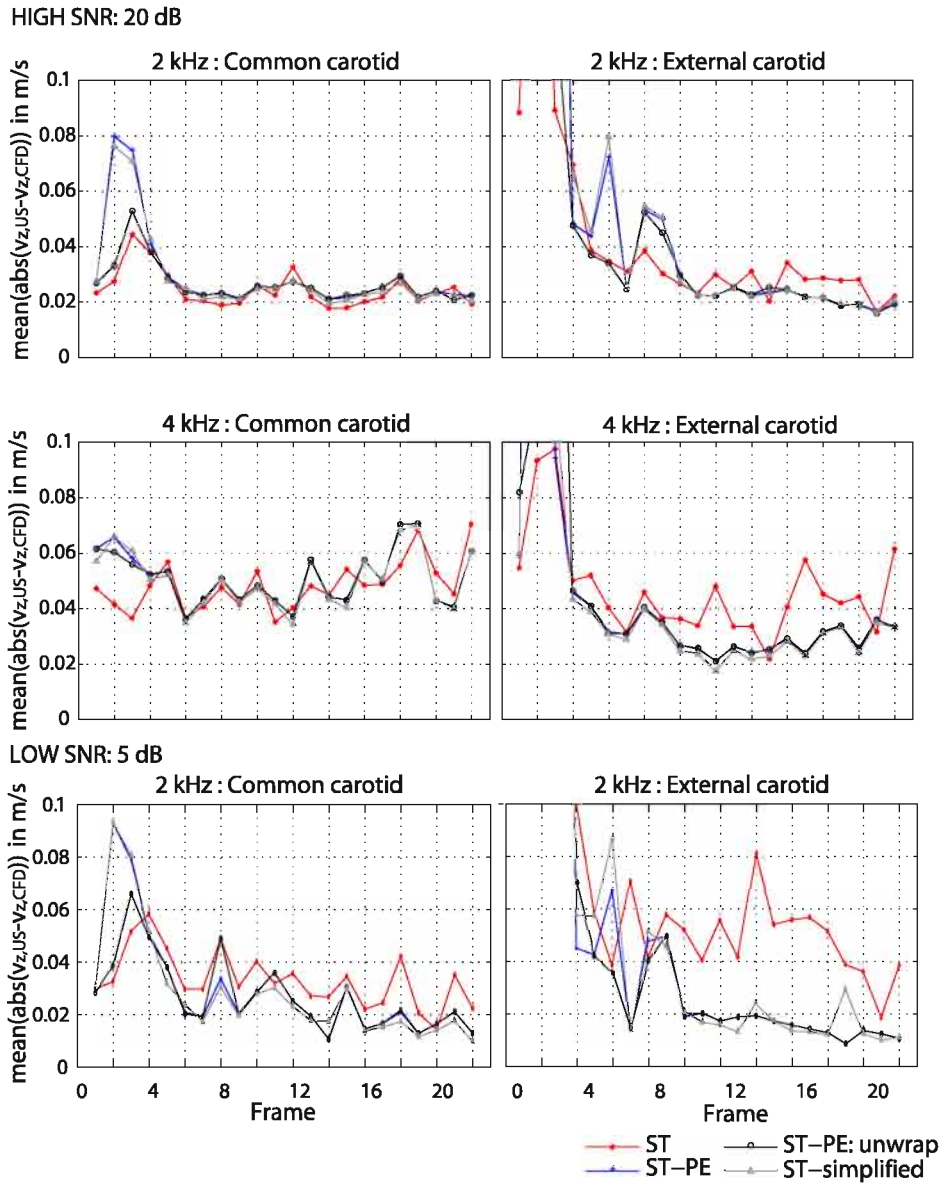 HIGH SNR: 20 dB
2 kHz : Common carotid
2 kHz : External carotid
mean(abs(vz,US-vz,CFD)) in m/s
0.1
0.08
0.06
0.04
0.02
0
4 kHz : Common carotid
4 kHz : External carotid
mean(abs(vz,US-vz,CFD)) in m/s
0.1
0.08
0.06
0.04
0.02
0
LOW SNR: 5 dB
2 kHz : Common carotid
2 kHz : External carotid
mean(abs(vz,US-vz,CFD)) in m/s
0.1
0.08
0.06
0.04
0.02
0
0 4 8 12 16 20
0 4 8 12 16 20
Frame
Frame
ST
ST-PE: unwrap
ST-PE
ST-simplified